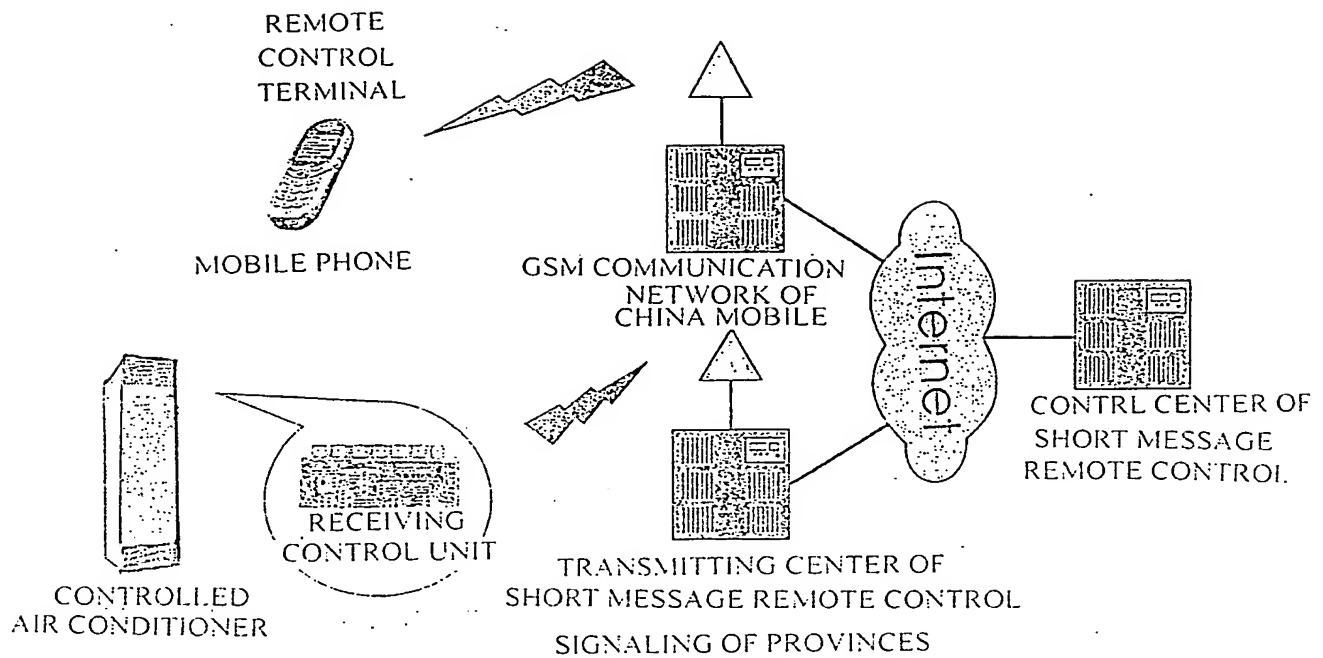 REMOTE
CONTROL
TERMINAL
MOBILE PHONE
GSM COMMUNICATION
NETWORK OF
CHINA MOBILE
Internet
CONTRL CENTER OF
SHORT MESSAGE
REMOTE CONTROL
RECEIVING
CONTROL UNIT
CONTROLLED
AIR CONDITIONER
TRANSMITTING CENTER OF
SHORT MESSAGE REMOTE CONTROL
SIGNALING OF PROVINCES